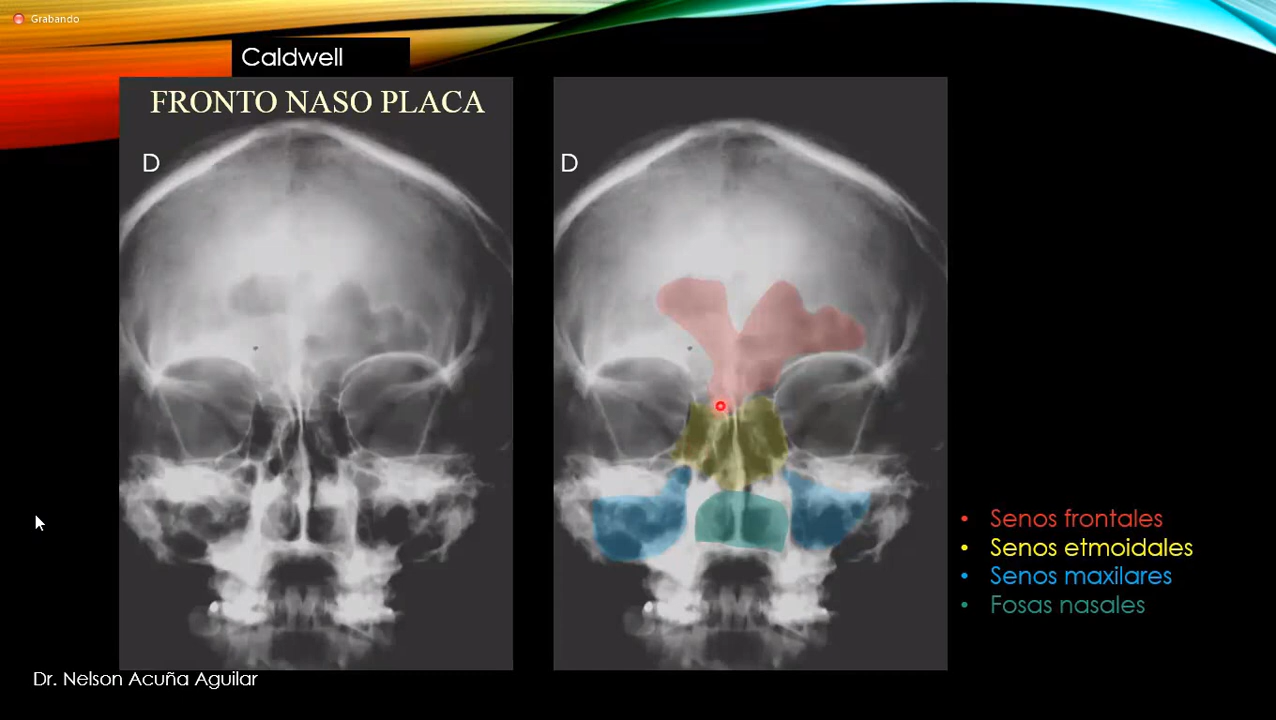 Grabando
Caldwell
FRONTO NASO PLACA
D
D
• Senos frontales
• Senos etmoidales
• Senos maxilares
• Fosas nasales
Dr. Nelson Acuña Aguilar